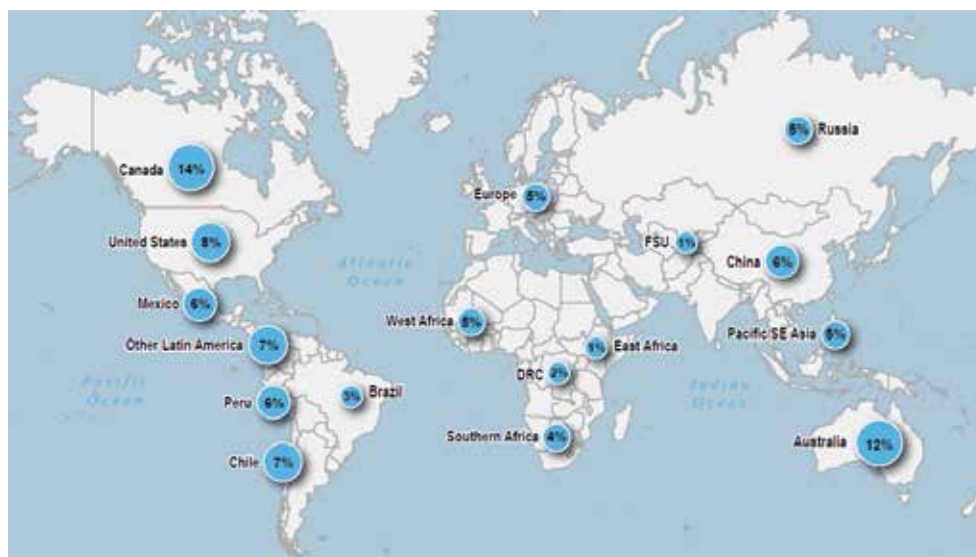 Canada
14%
United States
8%
Mexico
6%
Other Latin America
7%
Peru
6%
Brazil
3%
Chile
7%
Atlantic
Ocean
Pacific
Ocean
Europe
5%
Russia
FSU
1%
China
6%
West Africa
5%
1%
East Africa
DRC
2%
Southern Africa
4%
Pacific/SE Asia
5%
Indian
Ocean
Australia
12%